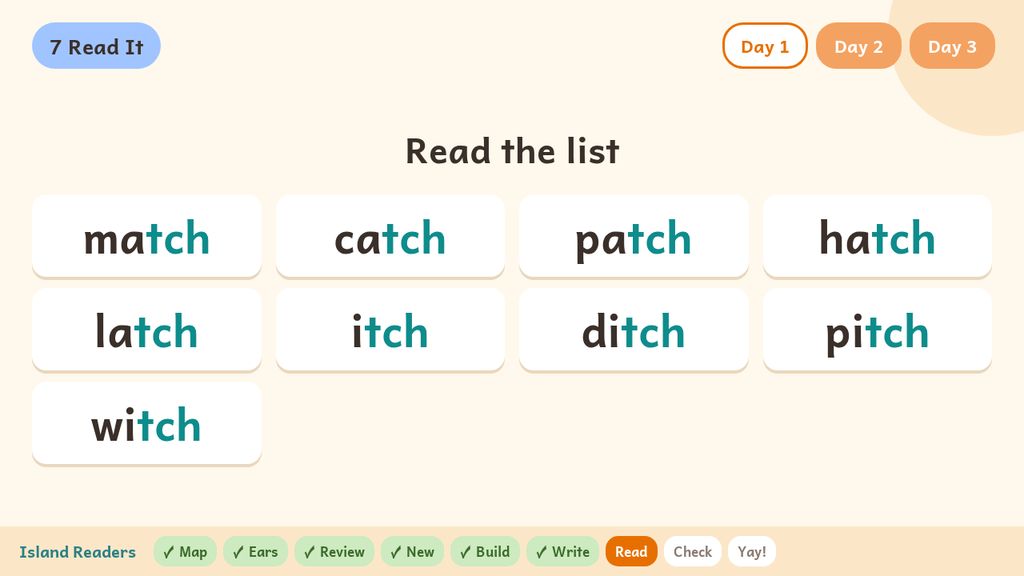 7 Read It
Day 1 Day 2 Day 3
Read the list
match catch patch hatch
latch itch ditch pitch
witch
Island Readers ✓ Map ✓ Ears ✓ Review ✓ New ✓ Build ✓ Write Read Check Yay!